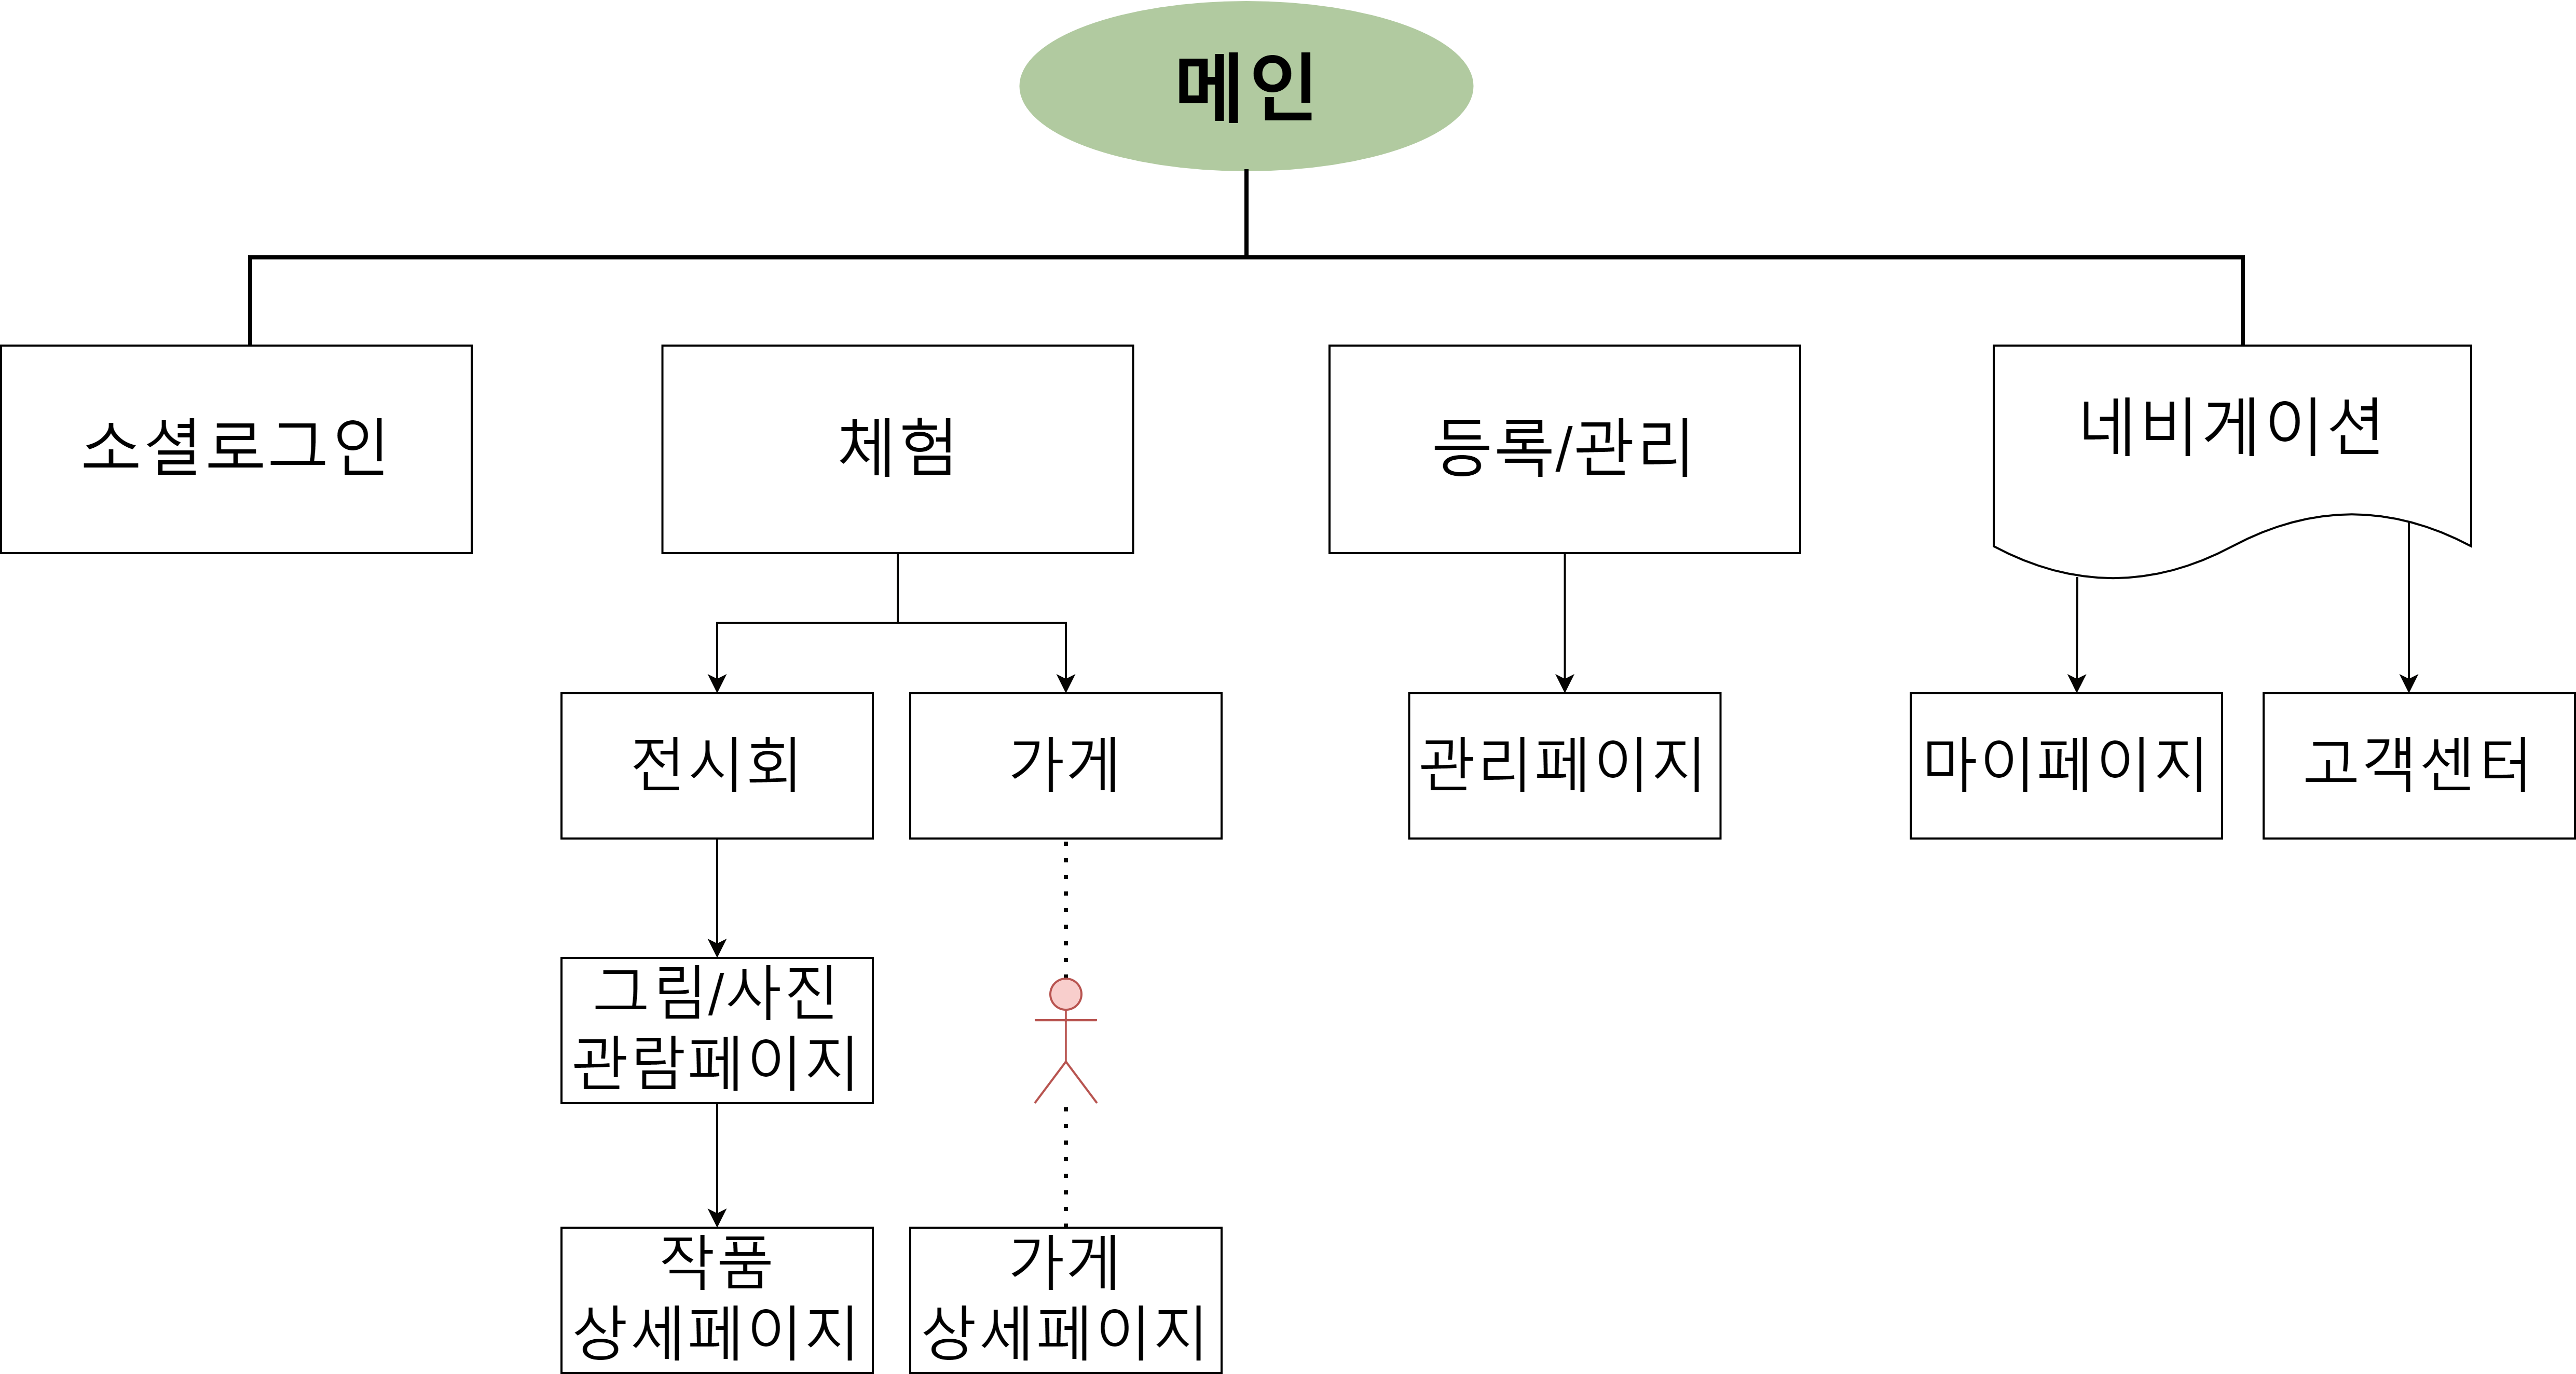 메인
소셜로그인
체험
등록/관리
네비게이션
전시회
가게
관리페이지
마이페이지
고객센터
그림/사진
관람페이지
작품
상세페이지
가게
상세페이지